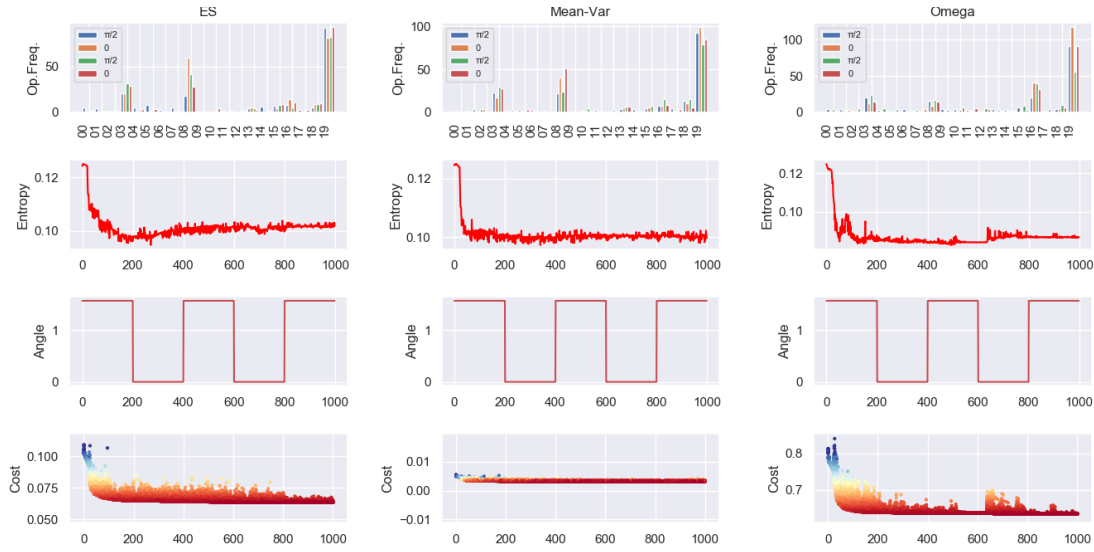 ES Mean-Var Omega
Op.Freq. 50 0 π/2 0 π/2 0
00 01 02 03 04 05 06 07 08 09 10 11 12 13 14 15 16 17 18 19
Op.Freq. 100 50 0 π/2 0 π/2 0
00 01 02 03 04 05 06 07 08 09 10 11 12 13 14 15 16 17 18 19
Op.Freq. 100 50 0 π/2 0 π/2 0
00 01 02 03 04 05 06 07 08 09 10 11 12 13 14 15 16 17 18 19
Entropy 0.12 0.10
0 200 400 600 800 1000
Entropy 0.12 0.10
0 200 400 600 800 1000
Entropy 0.12 0.10
0 200 400 600 800 1000
Angle 1 0
0 200 400 600 800 1000
Angle 1 0
0 200 400 600 800 1000
Angle 1 0
0 200 400 600 800 1000
Cost 0.100 0.075 0.050
0 200 400 600 800 1000
Cost 0.01 0.00 −0.01
0 200 400 600 800 1000
Cost 0.8 0.7
0 200 400 600 800 1000